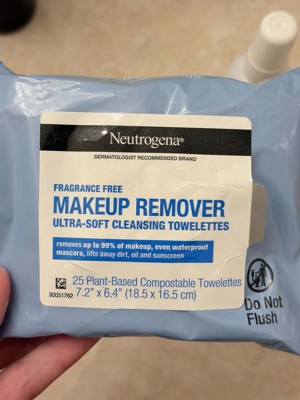 Neutrogena®
DERMATOLOGIST RECOMMENDED BRAND
FRAGRANCE FREE
MAKEUP REMOVER
ULTRA-SOFT CLEANSING TOWELETTES
removes up to 99% of makeup, even waterproof
mascara, lifts away dirt, oil and sunscreen
25 Plant-Based Compostable Towelettes
7.2" x 6.4" (18.5 x 16.5 cm)
30051762
Do Not
Flush